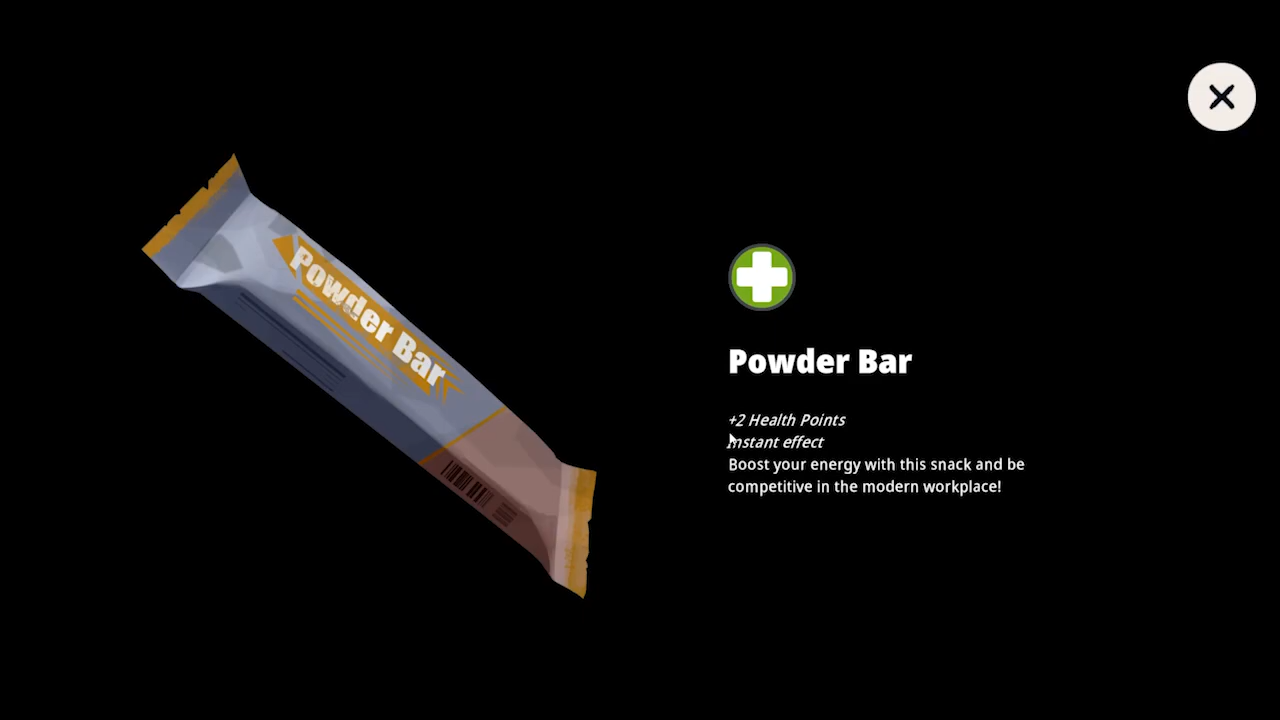 Powder Bar
Powder Bar
+2 Health Points
Instant effect
Boost your energy with this snack and be
competitive in the modern workplace!